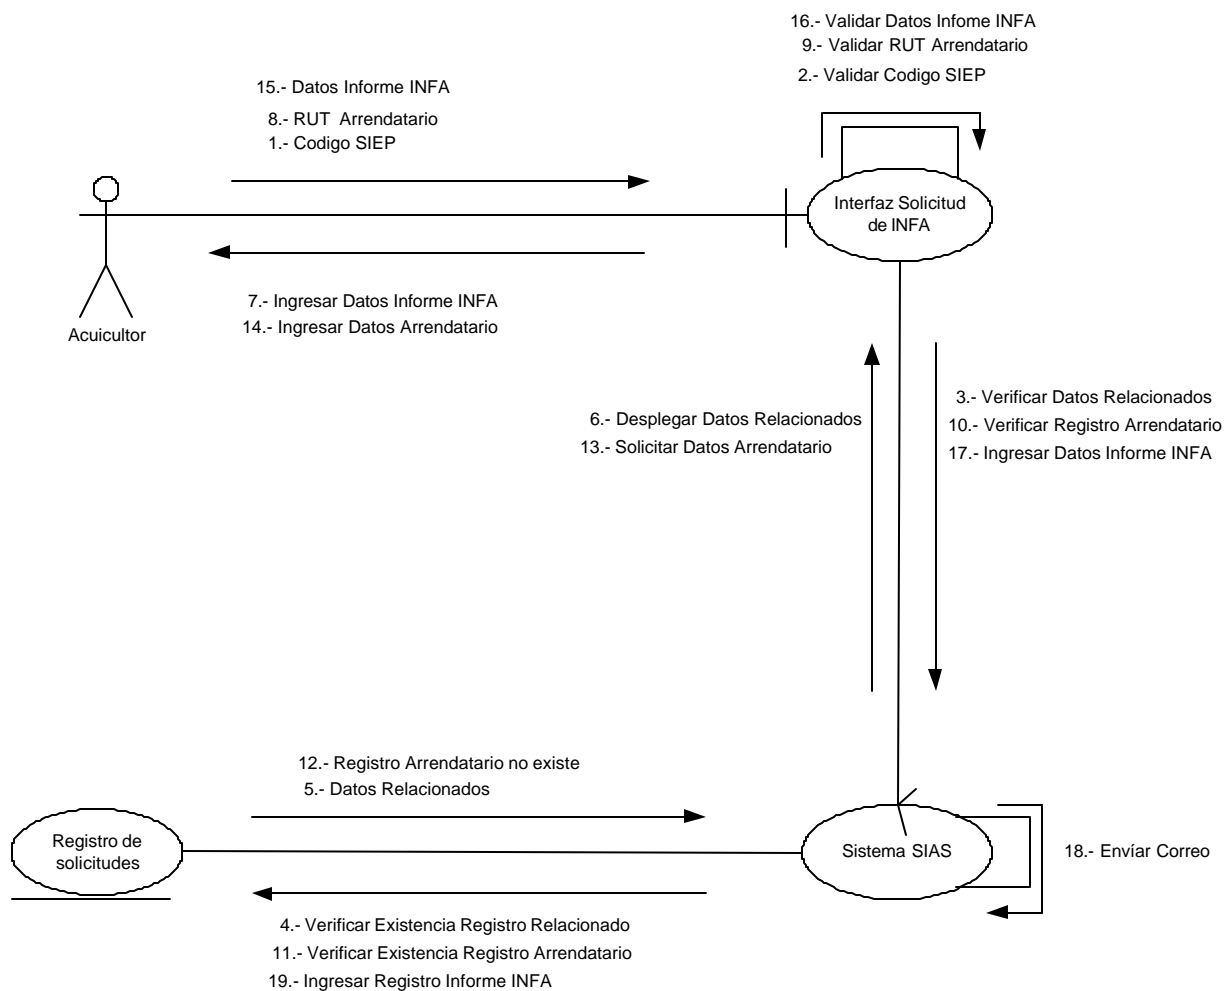 16.- Validar Datos Infome INFA
9.- Validar RUT Arrendatario
2.- Validar Codigo SIEP
15.- Datos Informe INFA
8.- RUT Arrendatario
1.- Codigo SIEP
Interfaz Solicitud
de INFA
7.- Ingresar Datos Informe INFA
14.- Ingresar Datos Arrendatario
Acuicultor
6.- Desplegar Datos Relacionados
13.- Solicitar Datos Arrendatario
3.- Verificar Datos Relacionados
10.- Verificar Registro Arrendatario
17.- Ingresar Datos Informe INFA
12.- Registro Arrendatario no existe
5.- Datos Relacionados
Registro de
solicitudes
Sistema SIAS
18.- Envíar Correo
4.- Verificar Existencia Registro Relacionado
11.- Verificar Existencia Registro Arrendatario
19.- Ingresar Registro Informe INFA